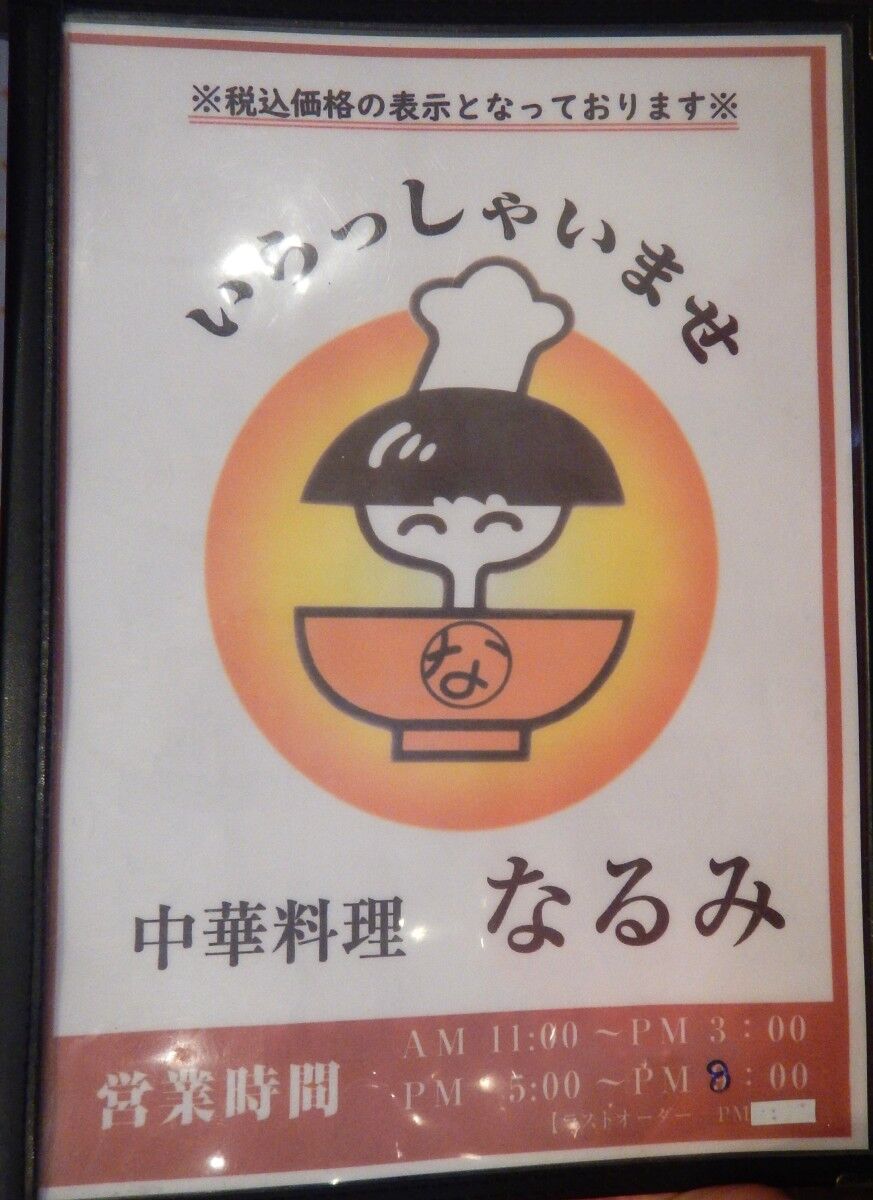 ※税込価格の表示となっております※
いらっしゃいませ
な
中華料理 なるみ
営業時間
AM 11:00 ～PM 3：00
PM 5:00 ～PM 8：00
【ラストオーダー PM